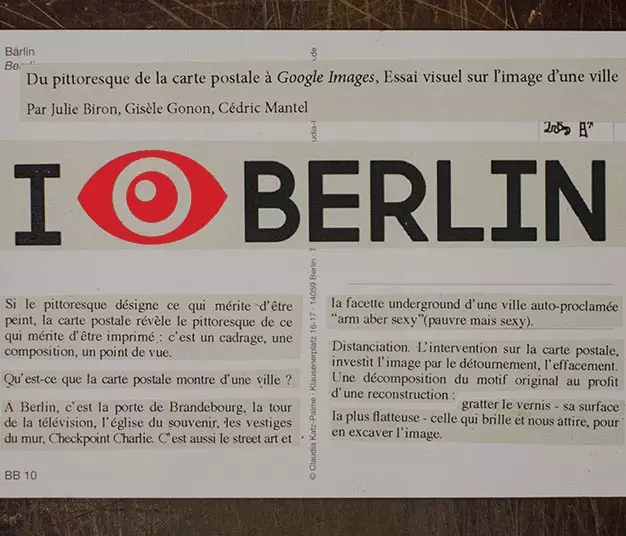 Bärlin
Du pittoresque de la carte postale à Google Images, Essai visuel sur l'image d'une ville
Par Julie Biron, Gisèle Gonon, Cédric Mantel
I BERLIN
Si le pittoresque désigne ce qui mérite d'être
peint, la carte postale révèle le pittoresque de ce
qui mérite d'être imprimé : c'est un cadrage, une
composition, un point de vue.
Qu'est-ce que la carte postale montre d'une ville ?
A Berlin, c'est la porte de Brandebourg, la tour
de la télévision, l'église du souvenir, les vestiges
du mur, Checkpoint Charlie. C'est aussi le street art et
la facette underground d'une ville auto-proclamée
“arm aber sexy”(pauvre mais sexy).
Distanciation. L'intervention sur la carte postale,
investit l'image par le détournement, l'effacement.
Une décomposition du motif original au profit
d'une reconstruction :
gratter le vernis - sa surface
la plus flatteuse - celle qui brille et nous attire, pour
en excaver l'image.
© Claudia Katz-Palme · Klausenerplatz 16-17 · 14059 Berlin ·
BB 10